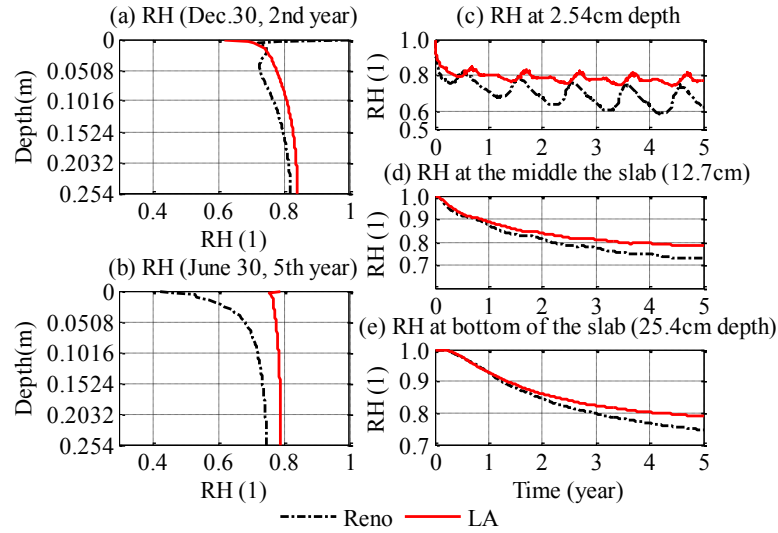 (a) RH (Dec.30, 2nd year)
0
0.0508
0.1016
0.1524
0.2032
0.254
Depth(m)
0.4 0.6 0.8 1
RH (1)
(b) RH (June 30, 5th year)
0
0.0508
0.1016
0.1524
0.2032
0.254
Depth(m)
0.4 0.6 0.8 1
RH (1)
(c) RH at 2.54cm depth
1.0
0.8
0.6
0.5
RH (1)
0 1 2 3 4 5
(d) RH at the middle the slab (12.7cm)
1.0
0.9
0.8
0.7
RH (1)
0 1 2 3 4 5
(e) RH at bottom of the slab (25.4cm depth)
1.0
0.9
0.8
0.7
RH (1)
0 1 2 3 4 5
Time (year)
Reno LA